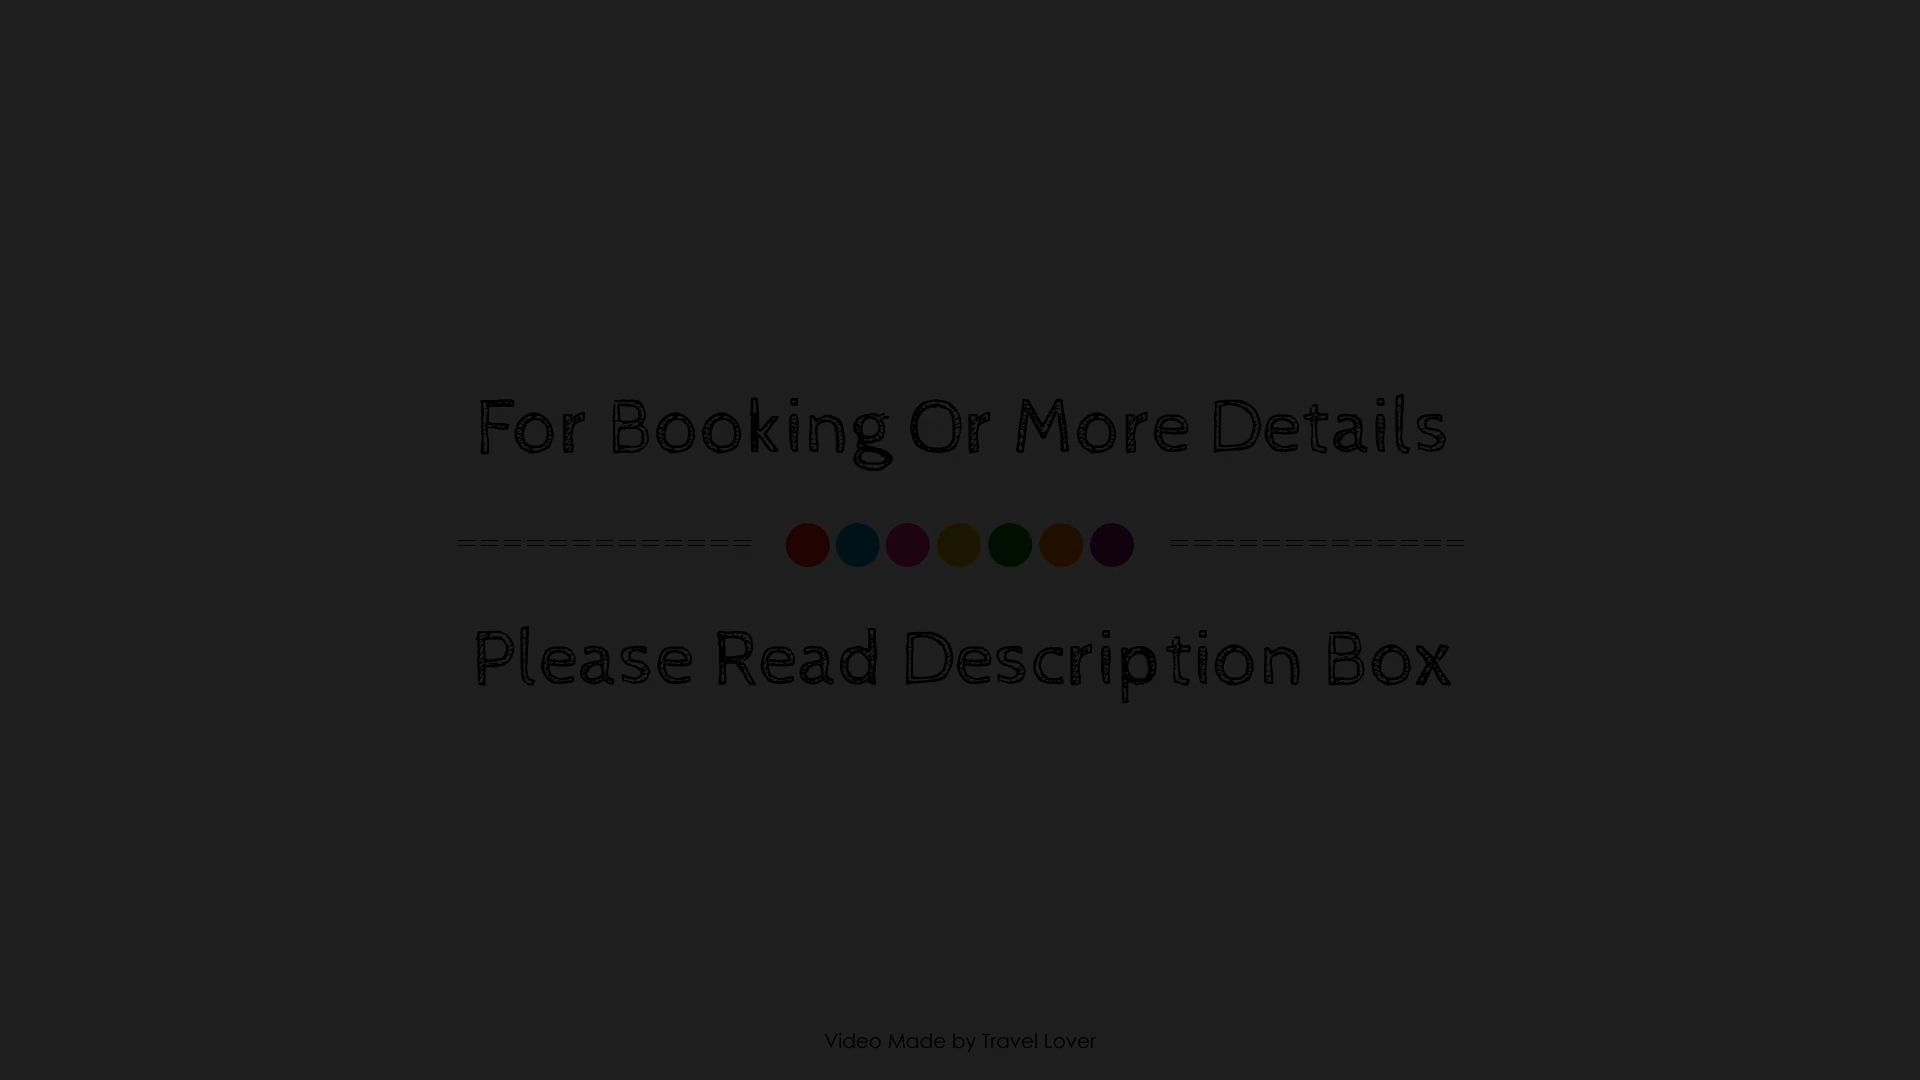 For Booking Or More Details
============= =============
Please Read Description Box
Video Made by Travel Lover